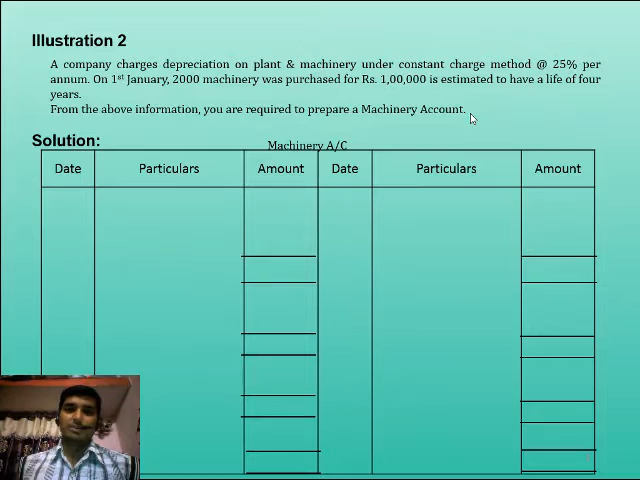 Illustration 2
A company charges depreciation on plant & machinery under constant charge method @ 25% per
annum. On 1st January, 2000 machinery was purchased for Rs. 1,00,000 is estimated to have a life of four
years.
From the above information, you are required to prepare a Machinery Account.
Solution:
Machinery A/C
Date Particulars Amount Date Particulars Amount